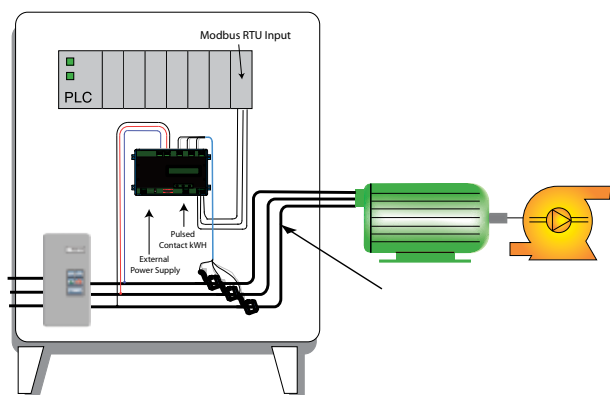 Modbus RTU Input
PLC
Pulsed
Contact kWH
External
Power Supply